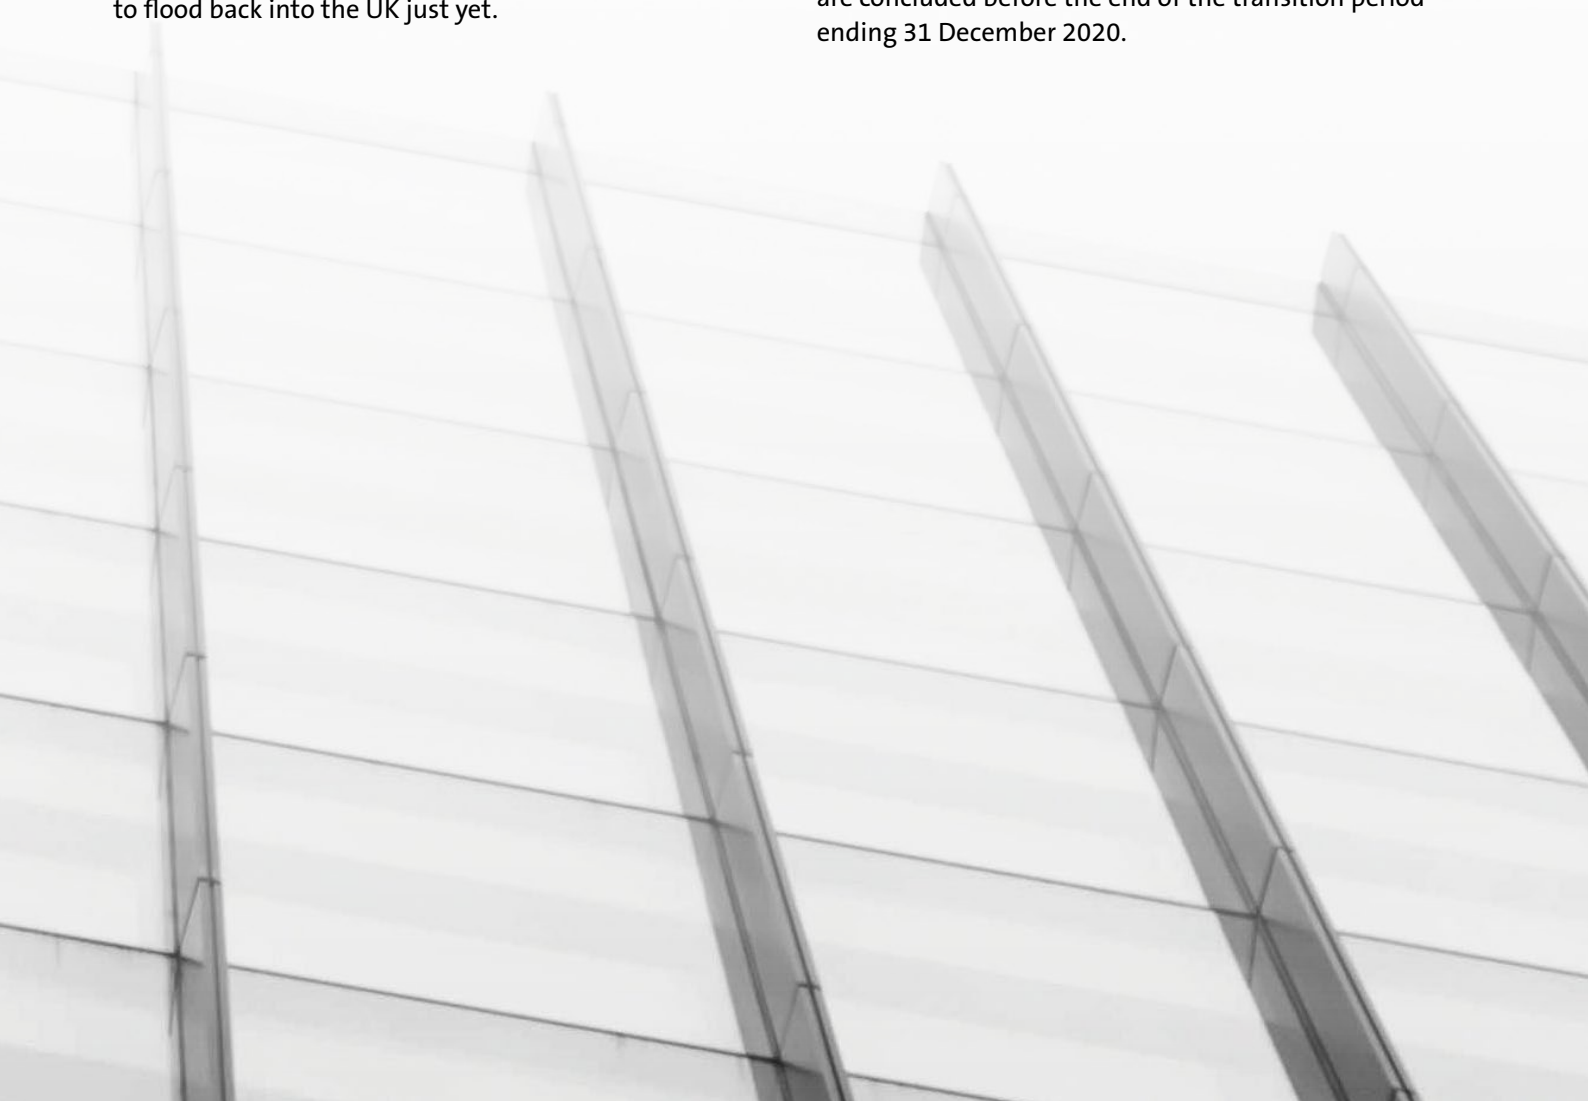 to flood back into the UK just yet.
are concluded before the end of the transition period
ending 31 December 2020.